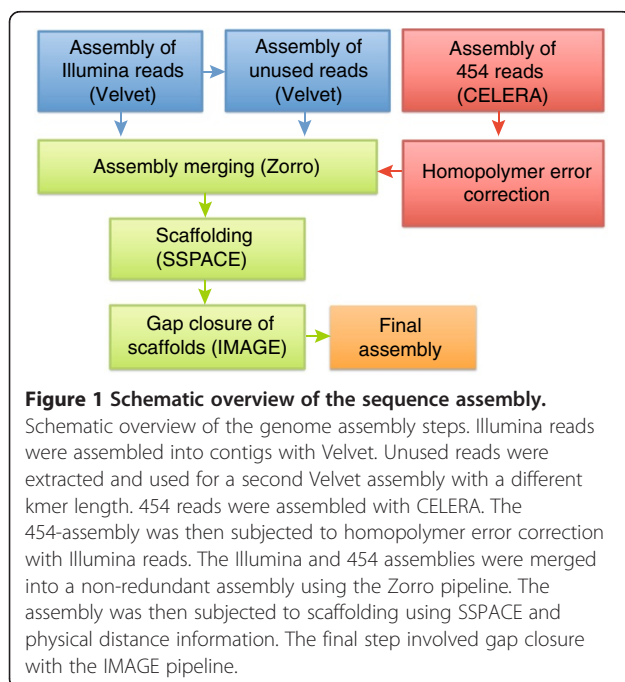 Assembly of
Illumina reads
(Velvet)
Assembly of
unused reads
(Velvet)
Assembly of
454 reads
(CELERA)
Assembly merging (Zorro)
Homopolymer error
correction
Scaffolding
(SSPACE)
Gap closure of
scaffolds (IMAGE)
Final
assembly
Figure 1 Schematic overview of the sequence assembly.
Schematic overview of the genome assembly steps. Illumina reads
were assembled into contigs with Velvet. Unused reads were
extracted and used for a second Velvet assembly with a different
kmer length. 454 reads were assembled with CELERA. The
454-assembly was then subjected to homopolymer error correction
with Illumina reads. The Illumina and 454 assemblies were merged
into a non-redundant assembly using the Zorro pipeline. The
assembly was then subjected to scaffolding using SSPACE and
physical distance information. The final step involved gap closure
with the IMAGE pipeline.